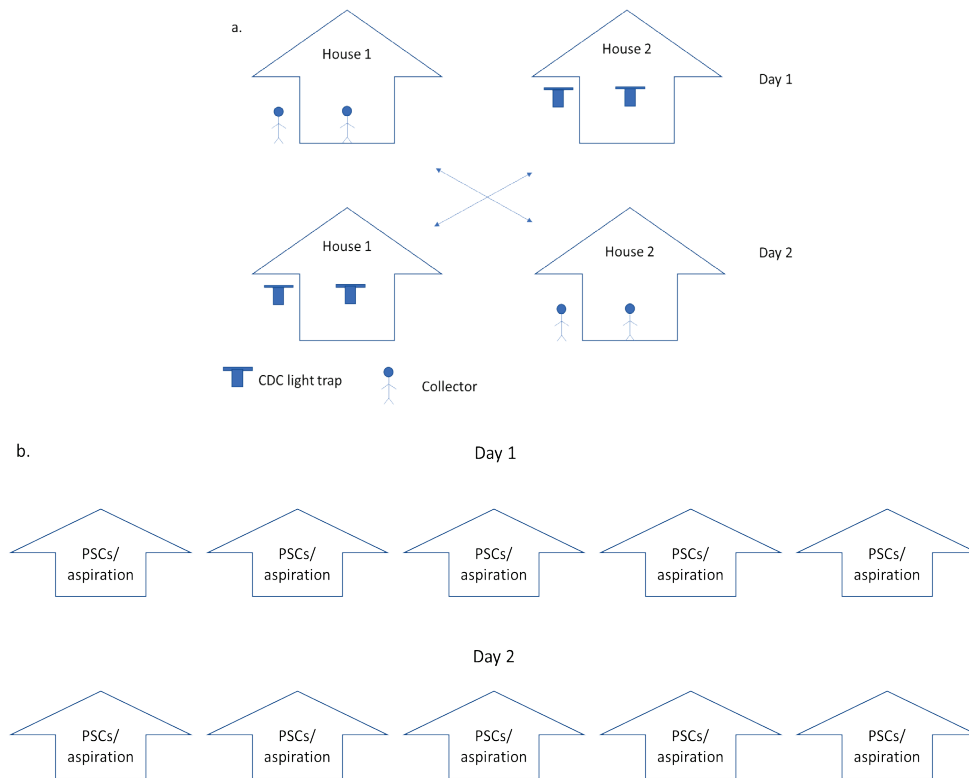 a.
House 1
House 2
Day 1
House 1
House 2
Day 2
CDC light trap
Collector
b.
Day 1
PSCs/
aspiration
PSCs/
aspiration
PSCs/
aspiration
PSCs/
aspiration
PSCs/
aspiration
Day 2
PSCs/
aspiration
PSCs/
aspiration
PSCs/
aspiration
PSCs/
aspiration
PSCs/
aspiration